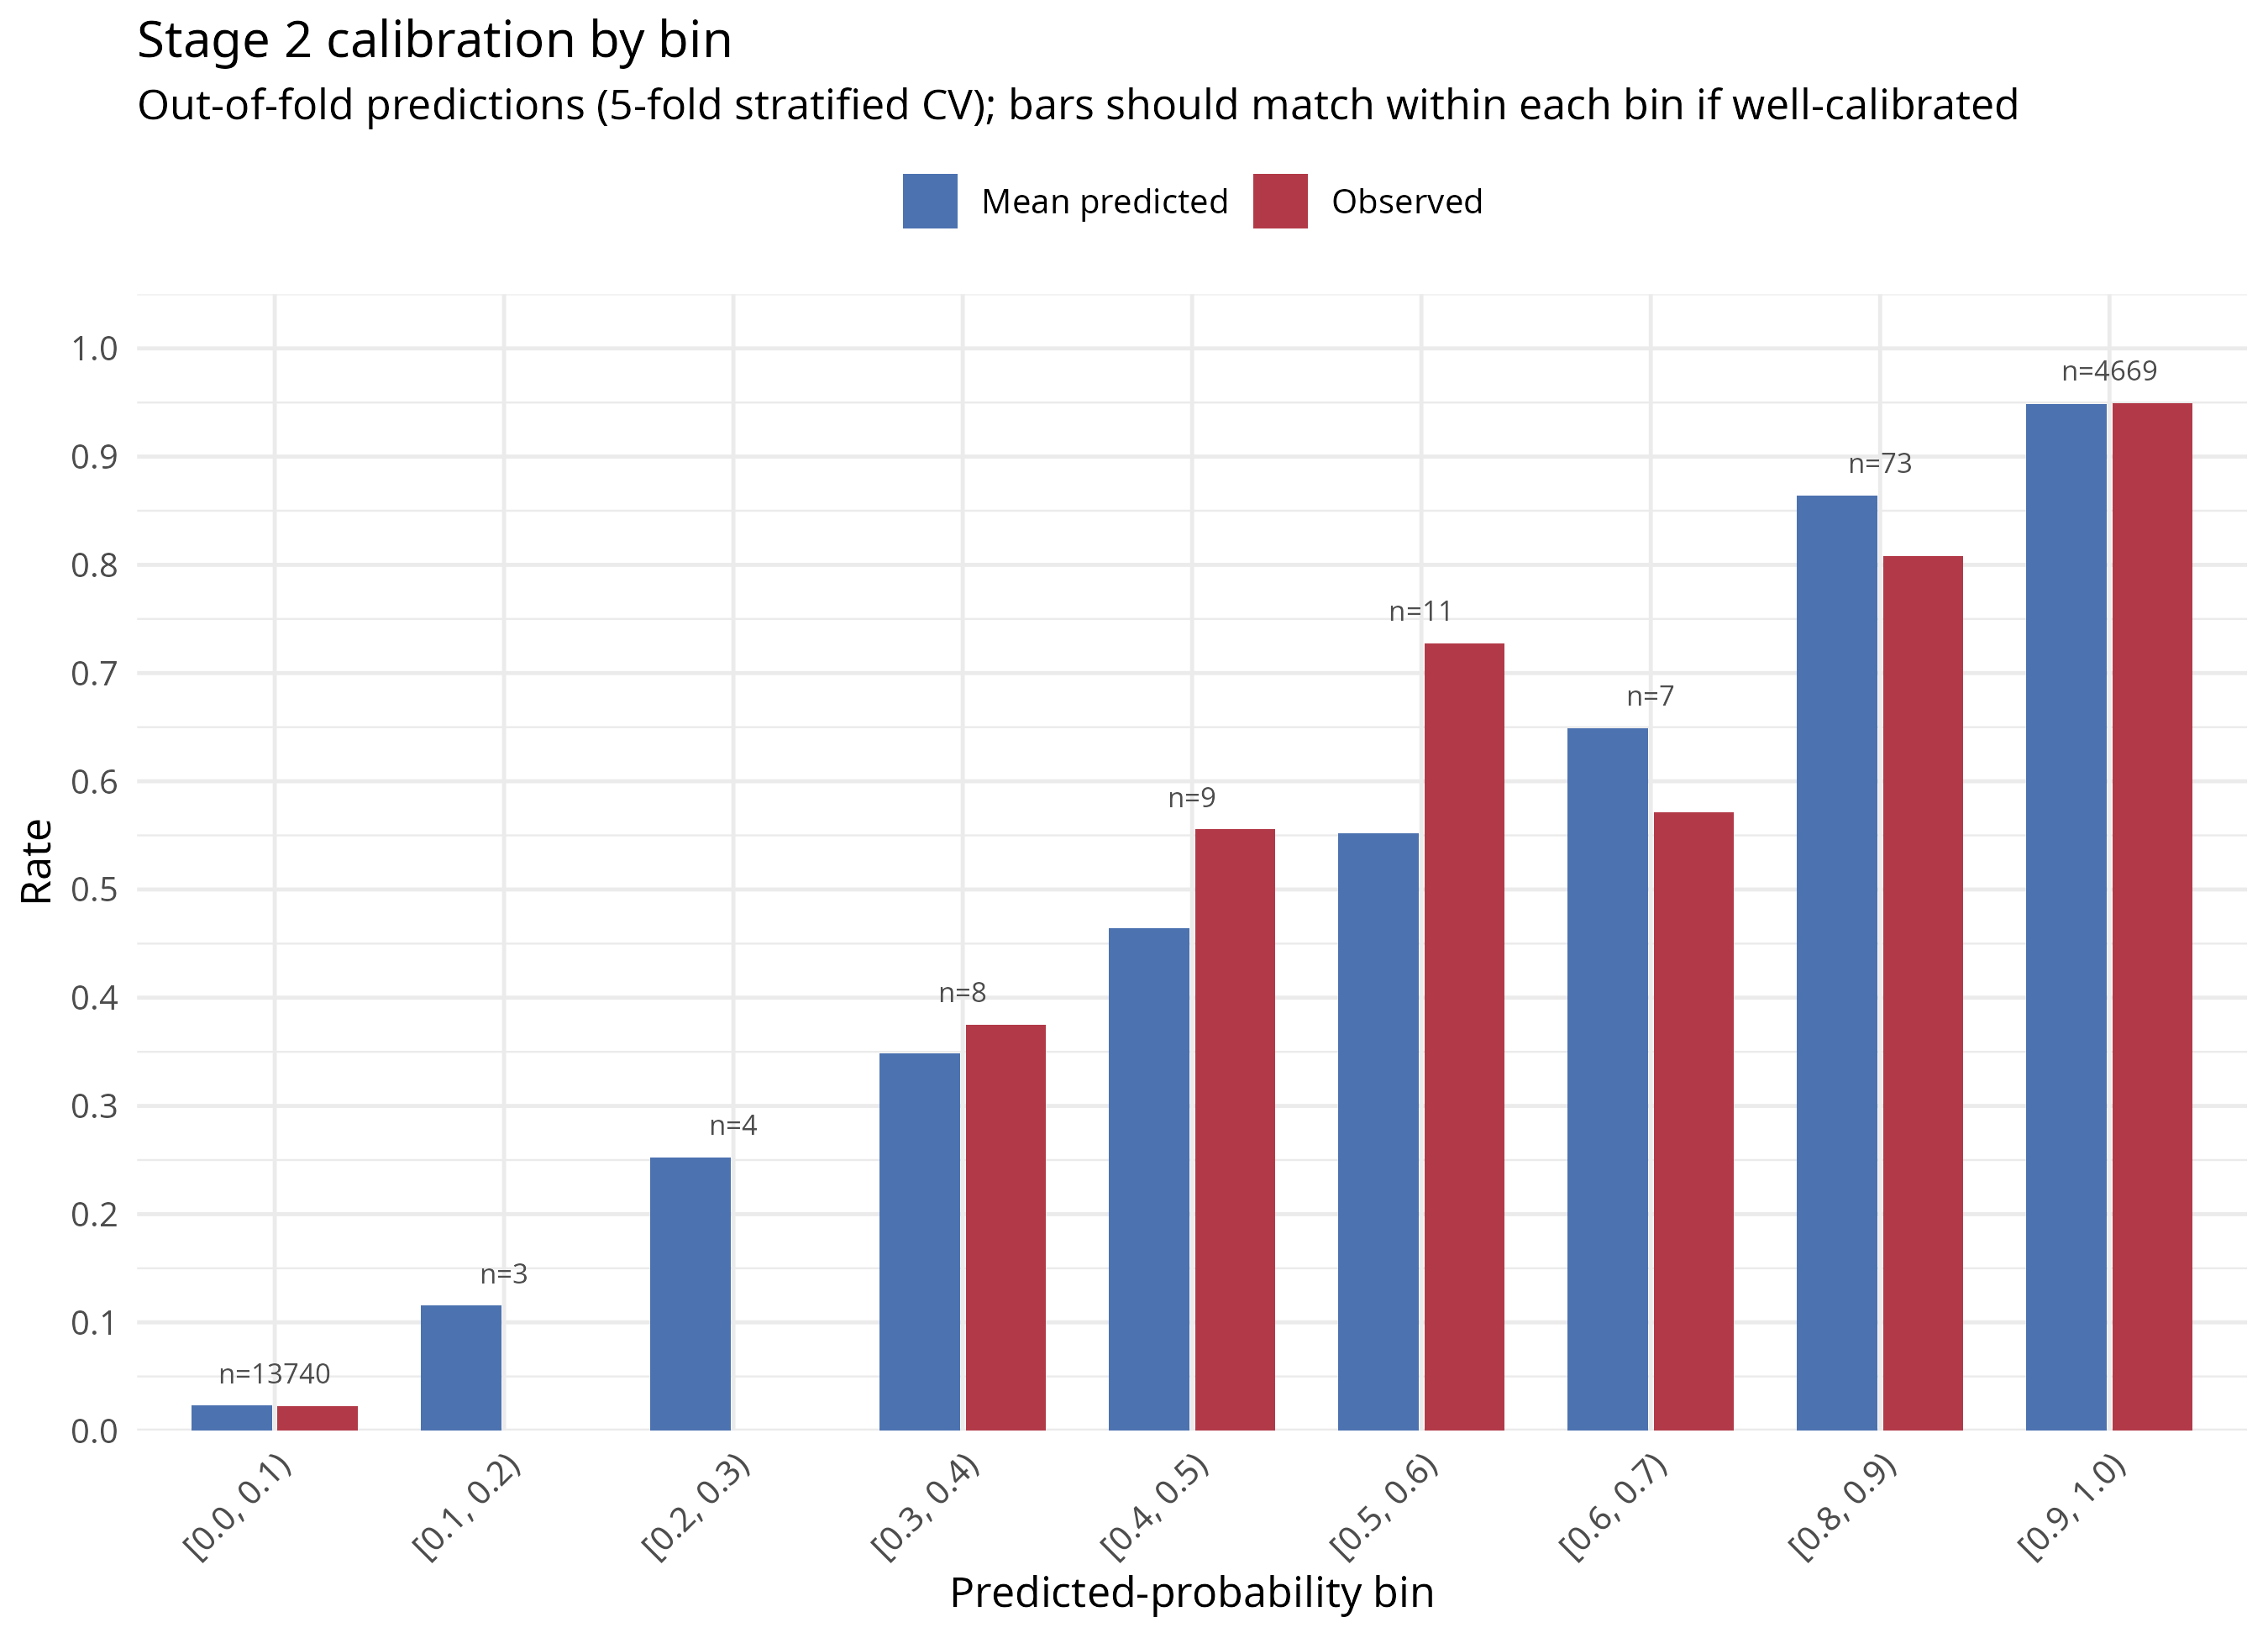 Stage 2 calibration by bin
Out-of-fold predictions (5-fold stratified CV); bars should match within each bin if well-calibrated
Mean predicted Observed
1.0
0.9
0.8
0.7
0.6
0.5
0.4
0.3
0.2
0.1
0.0
Rate
n=13740
n=3
n=4
n=8
n=9
n=11
n=7
n=73
n=4669
[0.0, 0.1)
[0.1, 0.2)
[0.2, 0.3)
[0.3, 0.4)
[0.4, 0.5)
[0.5, 0.6)
[0.6, 0.7)
[0.8, 0.9)
[0.9, 1.0)
Predicted-probability bin